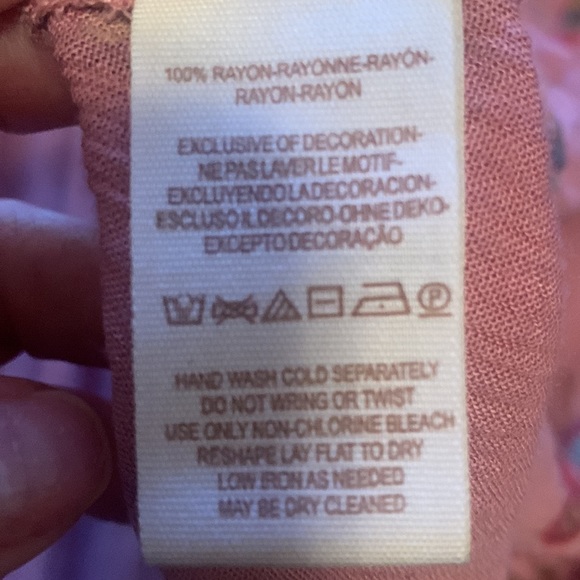 100% RAYON-RAYONNE-RAYÓN-
RAYON-RAYON
EXCLUSIVE OF DECORATION-
NE PAS LAVER LE MOTIF-
EXCLUYENDO LA DECORACION-
ESCLUSO IL DECORO-OHNE DEKO-
EXCEPTO DECORAÇÃO
P
HAND WASH COLD SEPARATELY
DO NOT WRING OR TWIST
USE ONLY NON-CHLORINE BLEACH
RESHAPE LAY FLAT TO DRY
LOW IRON AS NEEDED
MAY BE DRY CLEANED